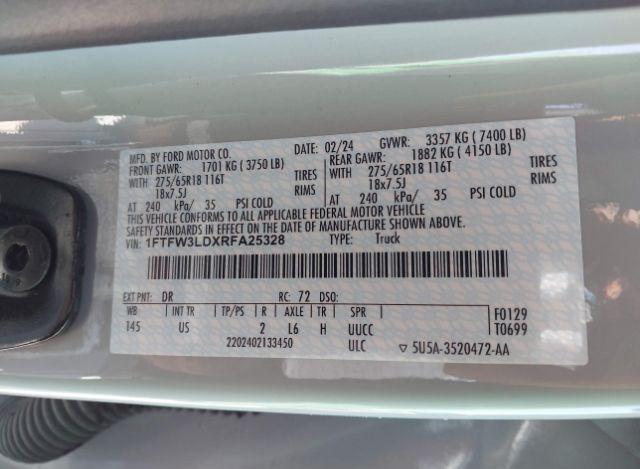 MFD. BY FORD MOTOR CO. DATE: 02/24 GVWR: 3357 KG ( 7400 LB)
FRONT GAWR: 1701 KG ( 3750 LB) REAR GAWR: 1882 KG ( 4150 LB)
WITH 275/65R18 116T TIRES WITH 275/65R18 116T TIRES
18x7.5J RIMS 18x7.5J RIMS
AT 240 kPa/ 35 PSI COLD AT 240 kPa/ 35 PSI COLD
THIS VEHICLE CONFORMS TO ALL APPLICABLE FEDERAL MOTOR VEHICLE
SAFETY STANDARDS IN EFFECT ON THE DATE OF MANUFACTURE SHOWN ABOVE.
VIN: 1FTFW3LDXRFA25328 TYPE: Truck
EXT PNT: DR RC: 72 DSO:
WB INT TR TP/PS R AXLE TR SPR F0129
145 US 2 L6 H UUCC T0699
2202402133450 ULC ▽ 5U5A-3520472-AA